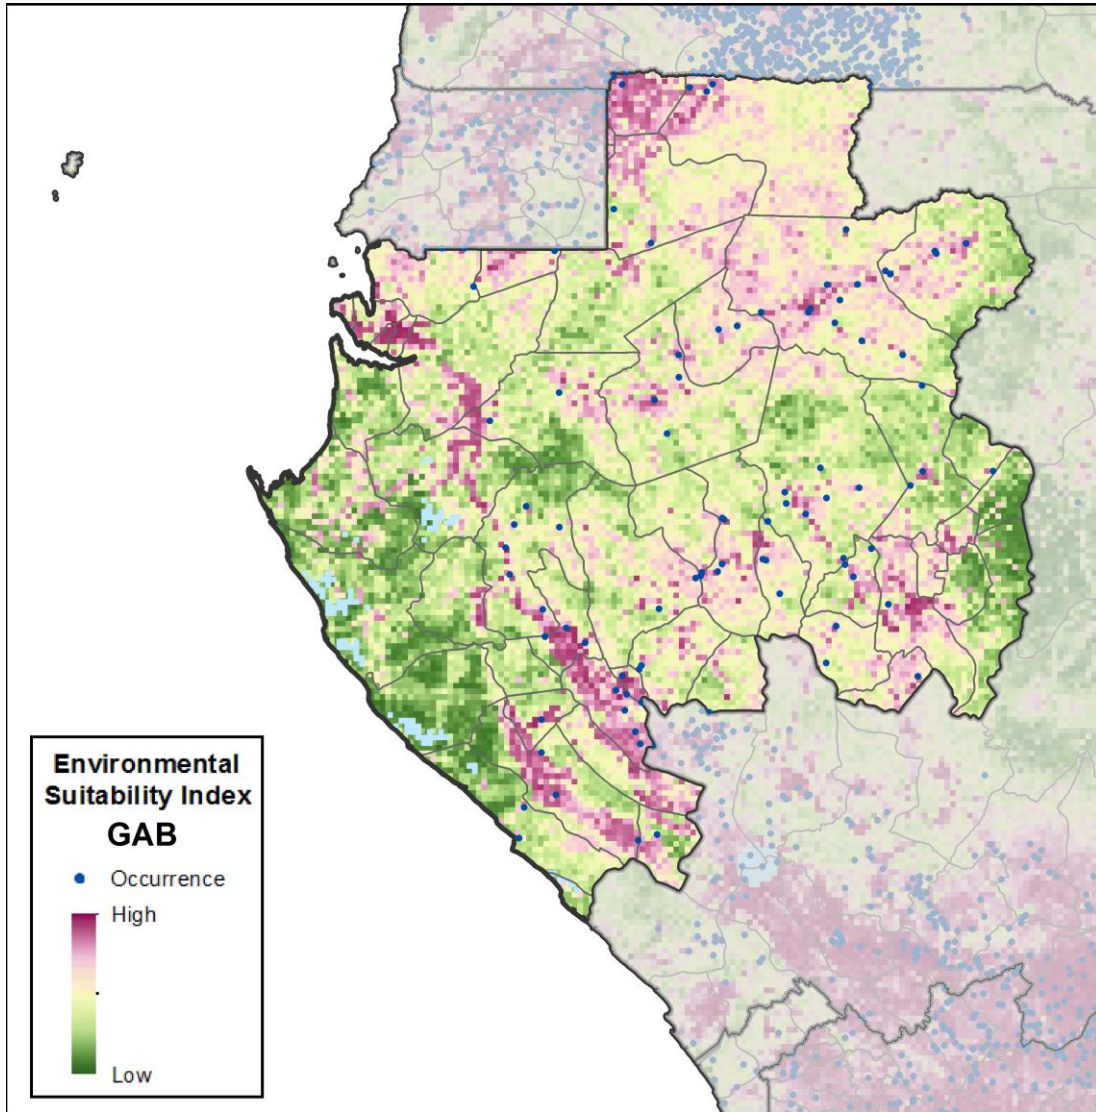 Environmental
Suitability Index
GAB
Occurrence
High
Low